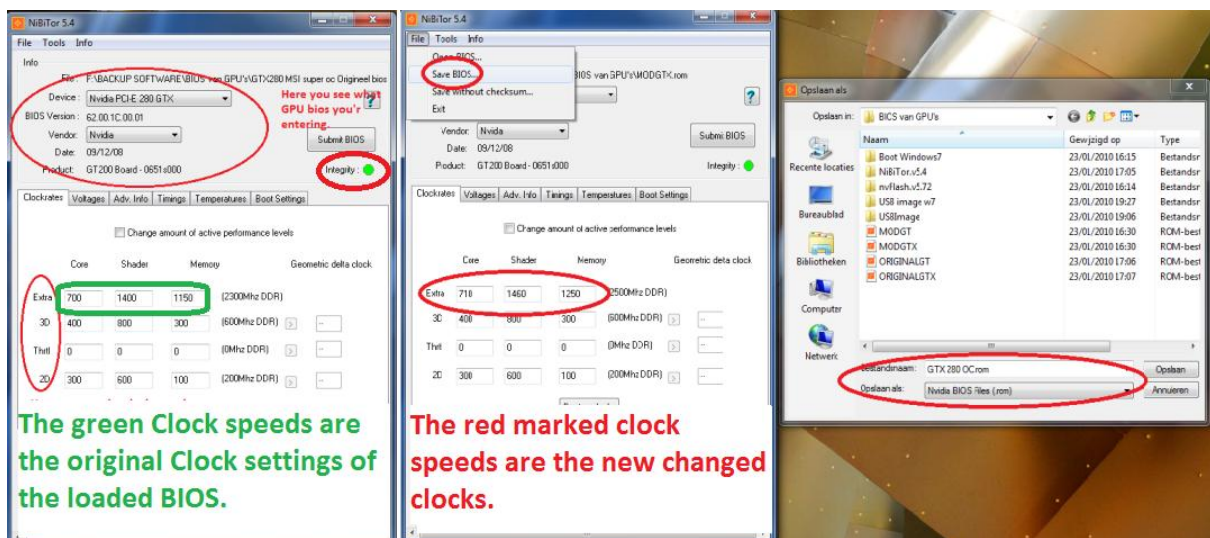 NiBiTor 5.4
File Tools Info
Info
File: F:\BACKUP SOFTWARE\BIOS van GPU's\GTX280 MSI super oc Origineel bios
Device: Nvidia PCI-E 280 GTX
Here you see what
GPU bios you'r
entering.
?
BIOS Version: 62.00.1C.00.01
Vendor: Nvidia
Submit BIOS
Date: 09/12/08
Product: GT200 Board - 0651s000
Integrity:
Clockrates Voltages Adv. Info Timings Temperatures Boot Settings
Change amount of active performance levels
Core Shader Memory Geometric delta clock
Extra 700 1400 1150 (2300Mhz DDR)
3D 400 800 300 (600Mhz DDR) > --
Thrtl 0 0 0 (0Mhz DDR) > --
2D 300 600 100 (200Mhz DDR) > --
The green Clock speeds are
the original Clock settings of
the loaded BIOS.
NiBiTor 5.4
File Tools Info
Open BIOS...
Save BIOS...
BIOS van GPU's\MODGTX.rom
Save without checksum...
?
Exit
Vendor: Nvidia
Submit BIOS
Date: 09/12/08
Product: GT200 Board - 0651s000
Integrity:
Clockrates Voltages Adv. Info Timings Temperatures Boot Settings
Change amount of active performance levels
Core Shader Memory Geometric delta clock
Extra 710 1460 1250 (2500Mhz DDR)
3D 400 800 300 (600Mhz DDR) > --
Thrtl 0 0 0 (0Mhz DDR) > --
2D 300 600 100 (200Mhz DDR) > --
The red marked clock
speeds are the new changed
clocks.
Opslaan als
X
Opslaan in: BIOS van GPU's
Naam Gewijzigd op Type
Boot Windows7 23/01/2010 16:15 Bestandsr
NiBiTor.v5.4 23/01/2010 17:05 Bestandsr
nvFlash.v5.72 23/01/2010 16:14 Bestandsr
USB image w7 23/01/2010 19:27 Bestandsr
USBImage 23/01/2010 19:06 Bestandsr
MODGT 23/01/2010 16:30 ROM-best
MODGTX 23/01/2010 16:30 ROM-best
ORIGINALGT 23/01/2010 17:06 ROM-best
ORIGINALGTX 23/01/2010 17:07 ROM-best
Recente locaties
Bureaublad
Bibliotheken
Computer
Netwerk
Bestandsnaam: GTX 280 OC.rom
Opslaan
Opslaan als: Nvidia BIOS files (.rom)
Annuleren